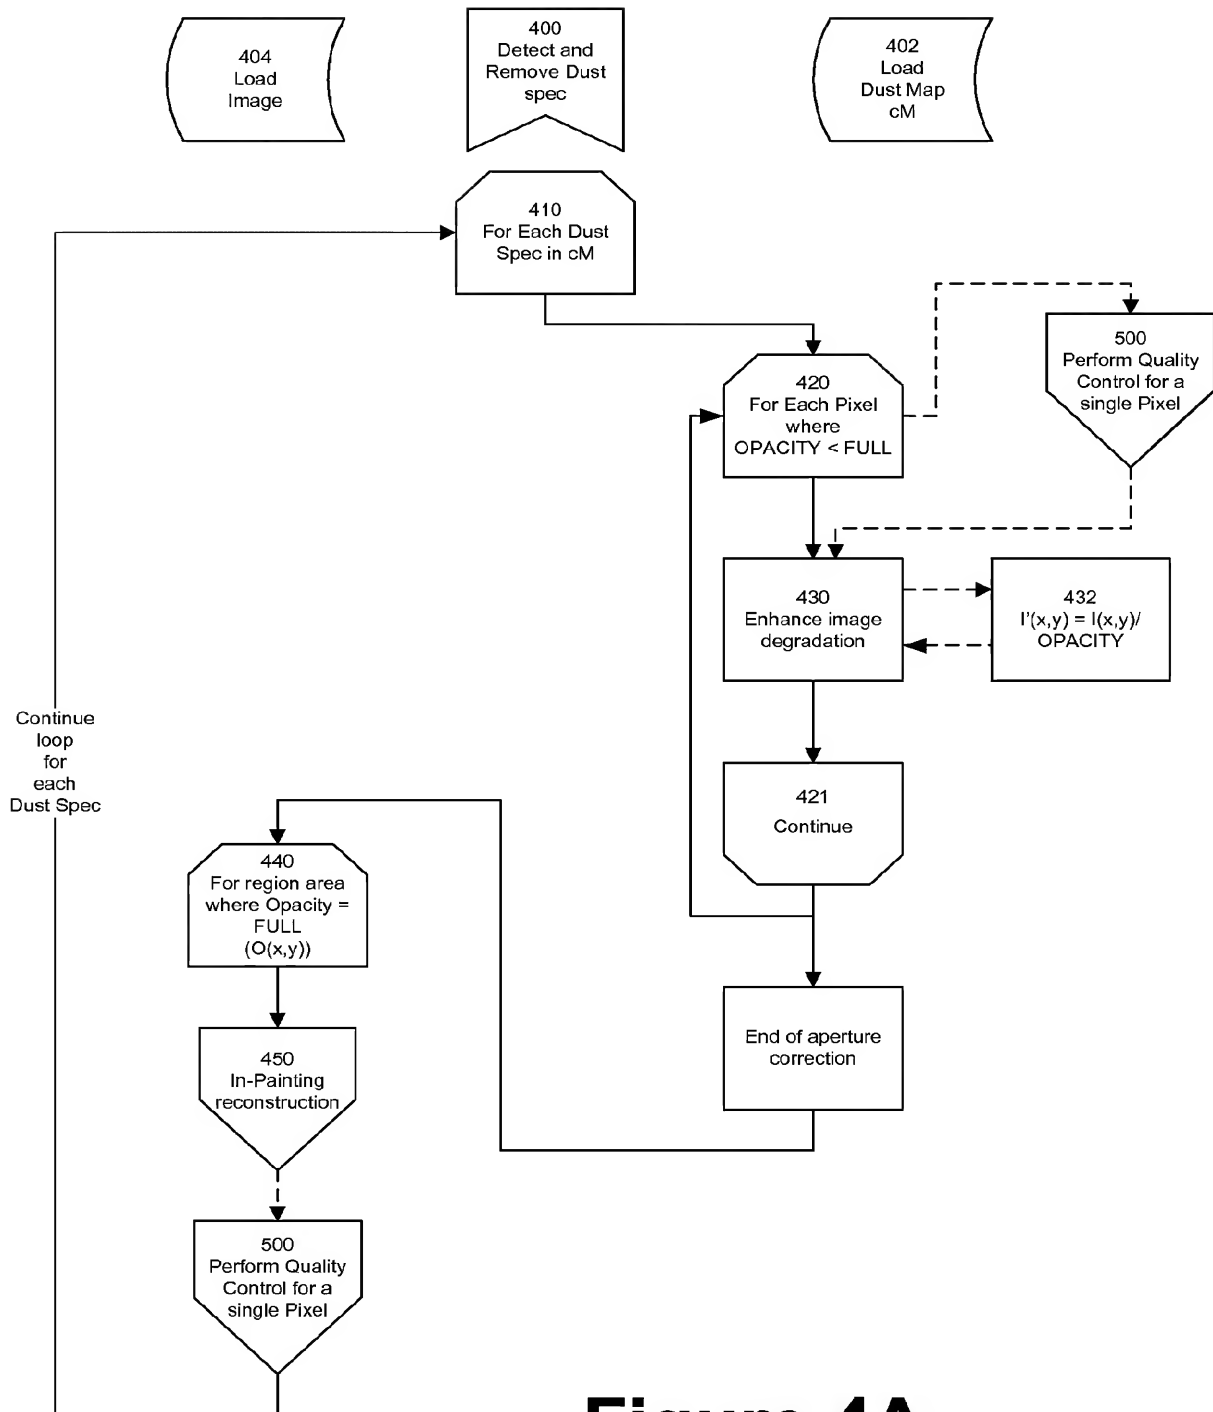 404
Load
Image
400
Detect and
Remove Dust
spec
402
Load
Dust Map
cM
410
For Each Dust
Spec in cM
500
Perform Quality
Control for a
single Pixel
420
For Each Pixel
where
OPACITY < FULL
430
Enhance image
degradation
432
I'(x,y) = I(x,y)/
OPACITY
Continue
loop
for
each
Dust Spec
421
Continue
440
For region area
where Opacity =
FULL
(O(x,y))
End of aperture
correction
450
In-Painting
reconstruction
500
Perform Quality
Control for a
single Pixel
Figure 4A